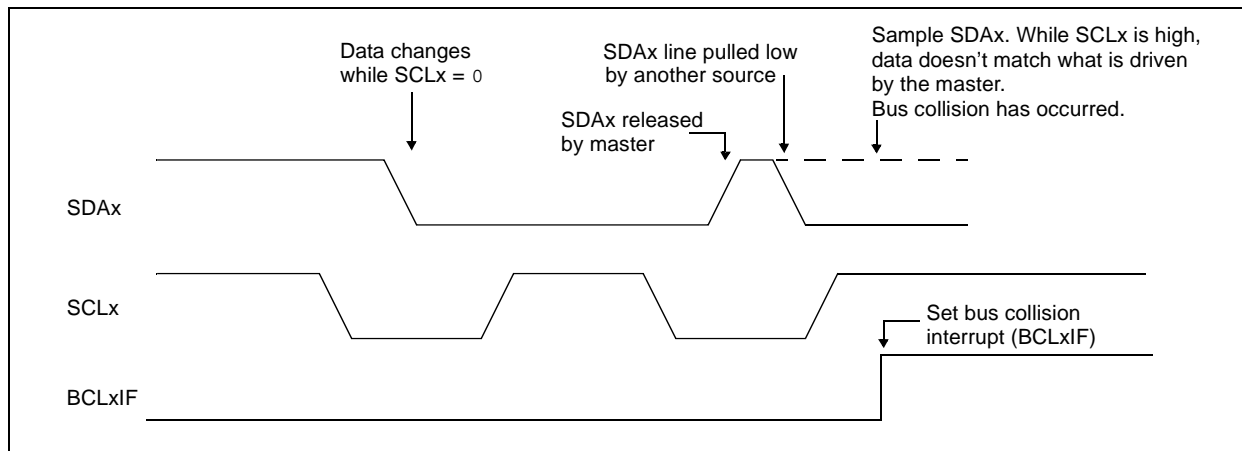 Data changes
while SCLx = 0
SDAx line pulled low
by another source
Sample SDAx. While SCLx is high,
data doesn't match what is driven
by the master.
Bus collision has occurred.
SDAx released
by master
SDAx
SCLx
Set bus collision
interrupt (BCLxIF)
BCLxIF